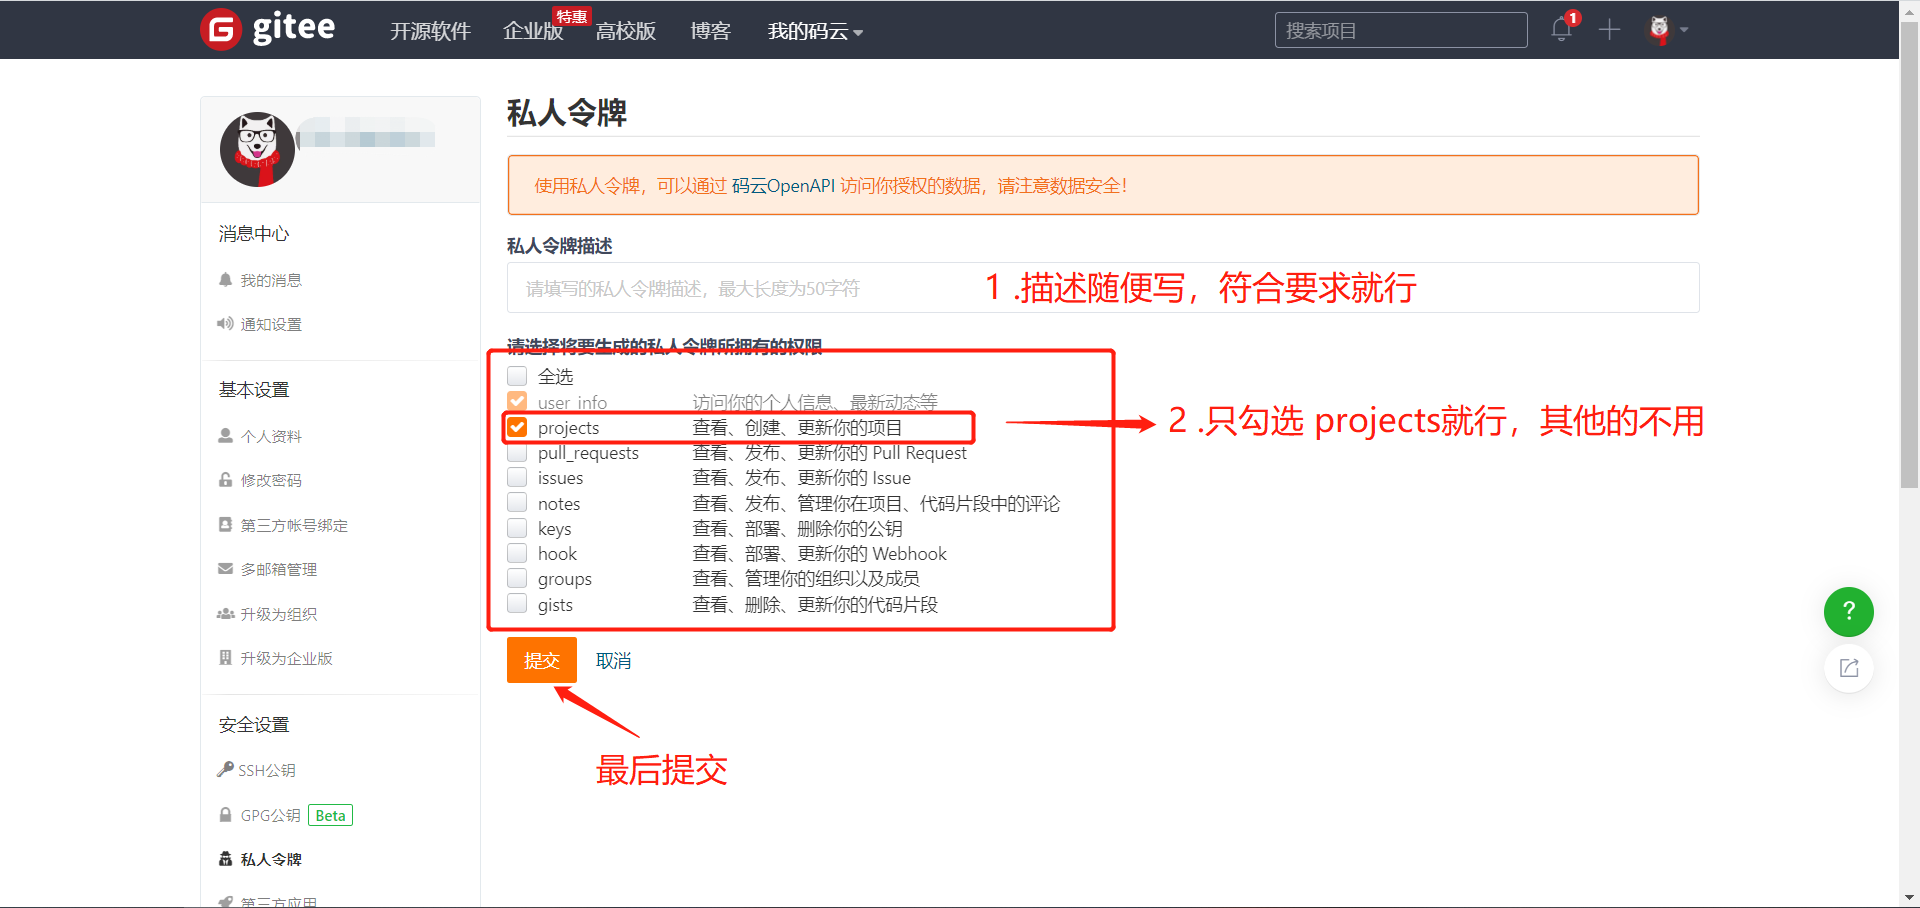 gitee 开源软件 企业版 特惠 高校版 博客 我的码云 搜索项目 1
私人令牌
使用私人令牌，可以通过 码云OpenAPI 访问你授权的数据，请注意数据安全！
消息中心
我的消息
通知设置
基本设置
个人资料
修改密码
第三方帐号绑定
多邮箱管理
升级为组织
升级为企业版
安全设置
SSH公钥
GPG公钥 Beta
私人令牌
第三方应用
私人令牌描述
请填写的私人令牌描述，最大长度为50字符
1 .描述随便写，符合要求就行
请选择将要生成的私人令牌所拥有的权限
全选
user_info 访问你的个人信息、最新动态等
projects 查看、创建、更新你的项目
2 .只勾选 projects就行，其他的不用
pull_requests 查看、发布、更新你的 Pull Request
issues 查看、发布、更新你的 Issue
notes 查看、发布、管理你在项目、代码片段中的评论
keys 查看、部署、删除你的公钥
hook 查看、部署、更新你的 Webhook
groups 查看、管理你的组织以及成员
gists 查看、删除、更新你的代码片段
提交 取消
最后提交
?